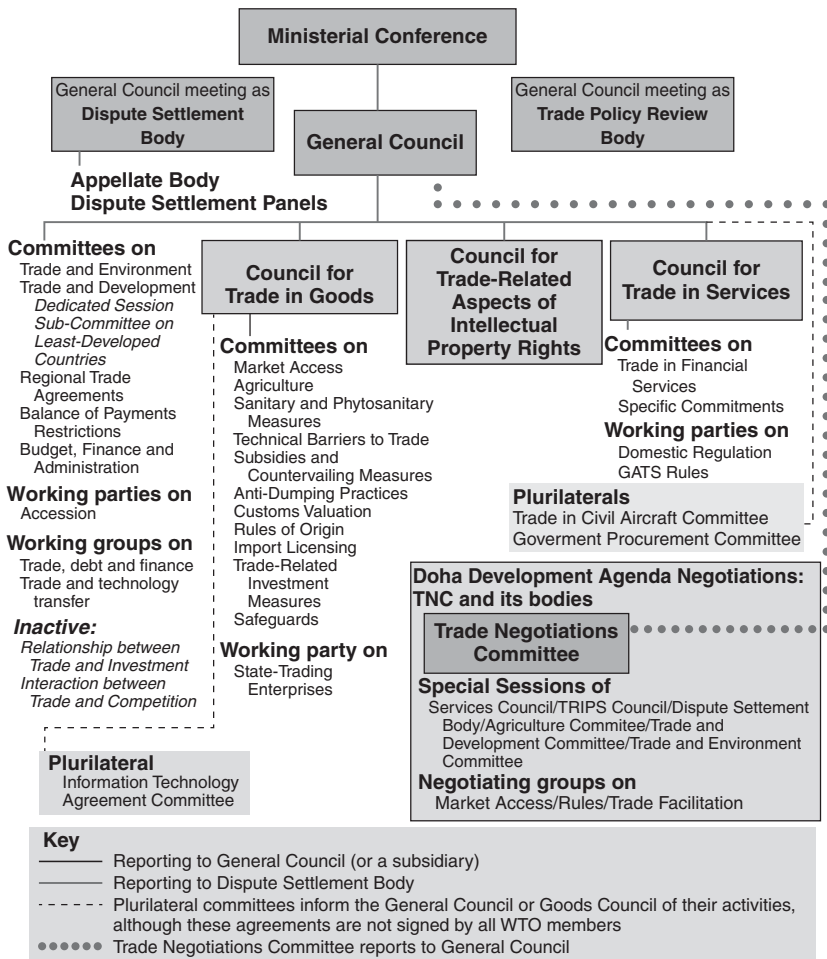 Ministerial Conference
General Council meeting as
Dispute Settlement
Body
General Council
General Council meeting as
Trade Policy Review
Body
Appellate Body
Dispute Settlement Panels
Committees on
Trade and Environment
Trade and Development
Dedicated Session
Sub-Committee on
Least-Developed
Countries
Regional Trade
Agreements
Balance of Payments
Restrictions
Budget, Finance and
Administration
Working parties on
Accession
Working groups on
Trade, debt and finance
Trade and technology
transfer
Inactive:
Relationship between
Trade and Investment
Interaction between
Trade and Competition
Council for
Trade in Goods
Committees on
Market Access
Agriculture
Sanitary and Phytosanitary
Measures
Technical Barriers to Trade
Subsidies and
Countervailing Measures
Anti-Dumping Practices
Customs Valuation
Rules of Origin
Import Licensing
Trade-Related
Investment
Measures
Safeguards
Working party on
State-Trading
Enterprises
Plurilateral
Information Technology
Agreement Committee
Council for
Trade-Related
Aspects of
Intellectual
Property Rights
Council for
Trade in Services
Committees on
Trade in Financial
Services
Specific Commitments
Working parties on
Domestic Regulation
GATS Rules
Plurilaterals
Trade in Civil Aircraft Committee
Goverment Procurement Committee
Doha Development Agenda Negotiations:
TNC and its bodies
Trade Negotiations
Committee
Special Sessions of
Services Council/TRIPS Council/Dispute Settement
Body/Agriculture Commitee/Trade and
Development Committee/Trade and Environment
Committee
Negotiating groups on
Market Access/Rules/Trade Facilitation
Key
Reporting to General Council (or a subsidiary)
Reporting to Dispute Settlement Body
Plurilateral committees inform the General Council or Goods Council of their activities,
although these agreements are not signed by all WTO members
Trade Negotiations Committee reports to General Council